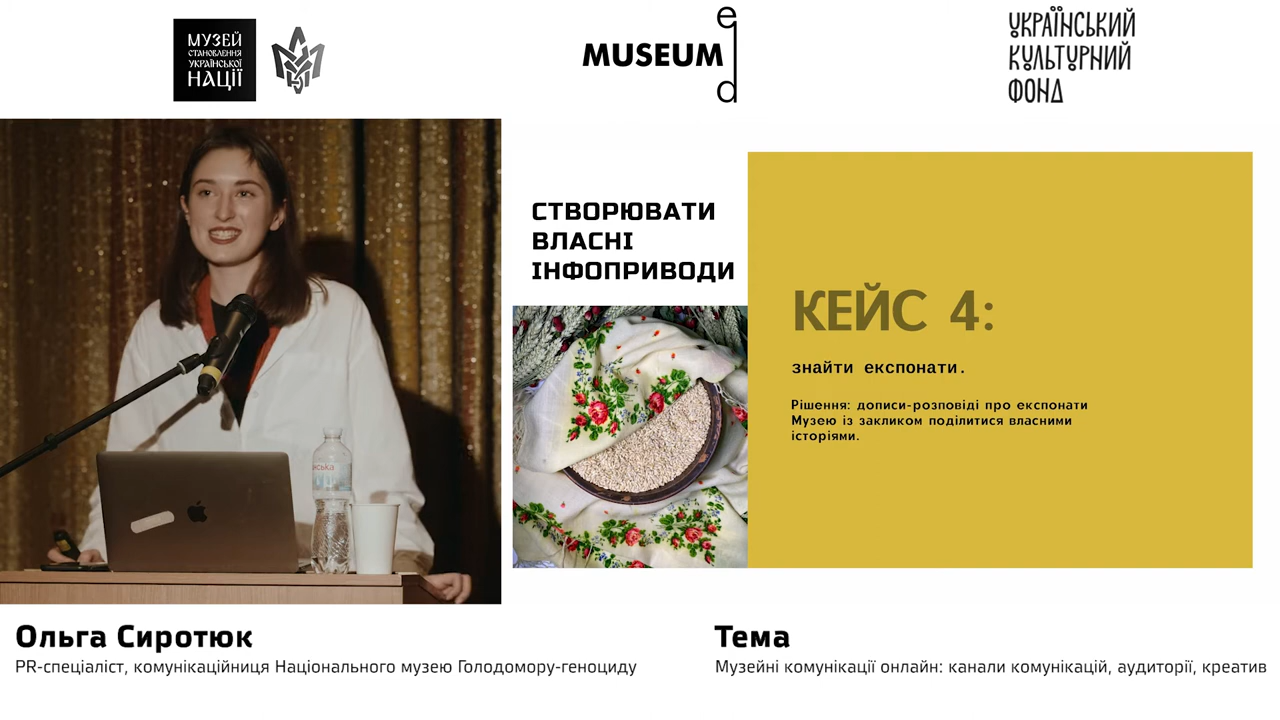 МУЗЕЙ
СТАНОВЛЕННЯ
УКРАЇНСЬКОЇ
НАЦІЇ
MUSEUM
ed
УКРАЇНСЬКИЙ
КУЛЬТУРНИЙ
ФОНД
СТВОРЮВАТИ
ВЛАСНІ
ІНФОПРИВОДИ
КЕЙС 4:
знайти експонати.
Рішення: дописи-розповіді про експонати
Музею із закликом поділитися власними
історіями.
Ольга Сиротюк
PR-спеціаліст, комунікаційниця Національного музею Голодомору-геноциду
Тема
Музейні комунікації онлайн: канали комунікацій, аудиторії, креатив